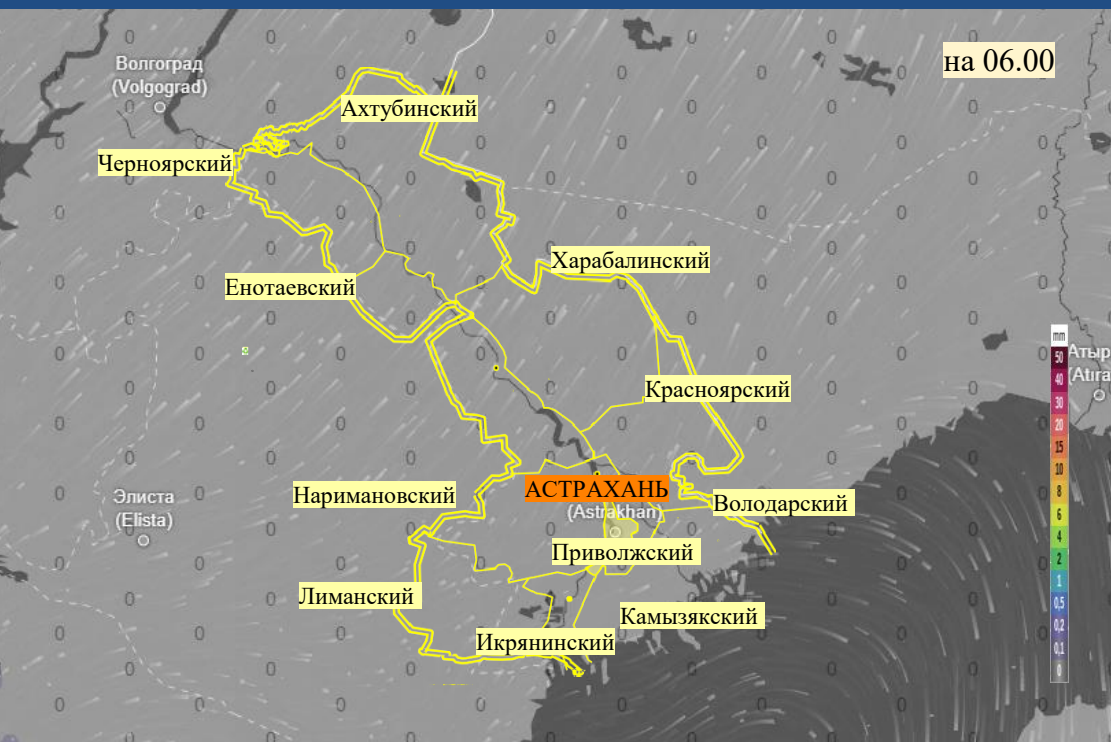 на 06.00
Волгоград
(Volgograd)
Ахтубинский
Черноярский
Харабалинский
Енотаевский
mm
50
40
30
20
15
10
8
6
4
2
1
0,5
0,2
0,1
0
Атыр
(Atıra
Красноярский
АСТРАХАНЬ
(Astrakhan)
Наримановский
Элиста
(Elista)
Володарский
Приволжский
Лиманский
Камызякский
Икрянинский